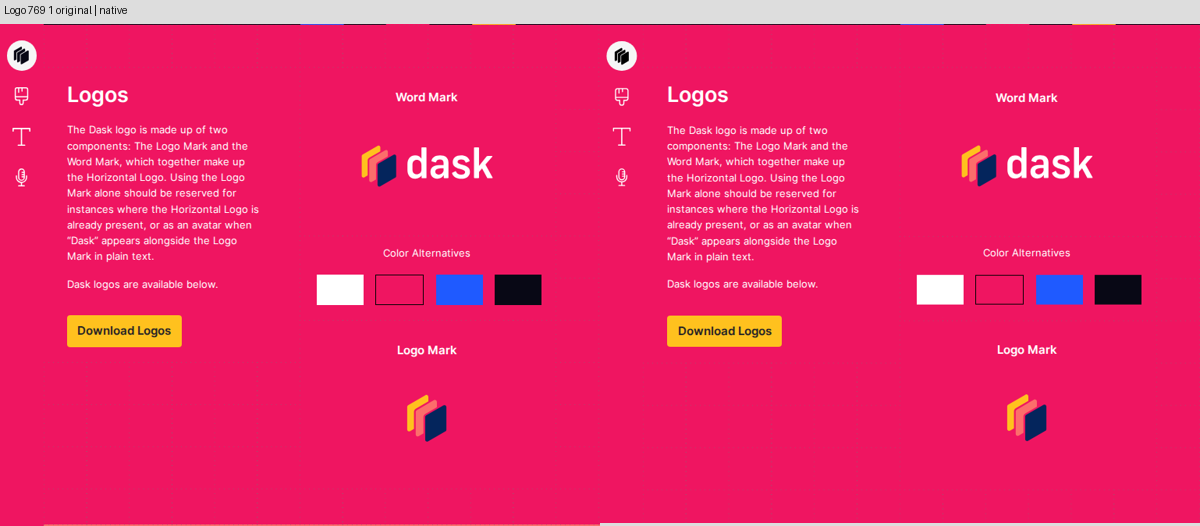 Logo 769 1 original | native
Logos
The Dask logo is made up of two
components: The Logo Mark and the
Word Mark, which together make up
the Horizontal Logo. Using the Logo
Mark alone should be reserved for
instances where the Horizontal Logo is
already present, or as an avatar when
“Dask” appears alongside the Logo
Mark in plain text.
Dask logos are available below.
Download Logos
Word Mark
dask
Color Alternatives
Logo Mark
Logos
The Dask logo is made up of two
components: The Logo Mark and the
Word Mark, which together make up
the Horizontal Logo. Using the Logo
Mark alone should be reserved for
instances where the Horizontal Logo is
already present, or as an avatar when
“Dask” appears alongside the Logo
Mark in plain text.
Dask logos are available below.
Download Logos
Word Mark
dask
Color Alternatives
Logo Mark